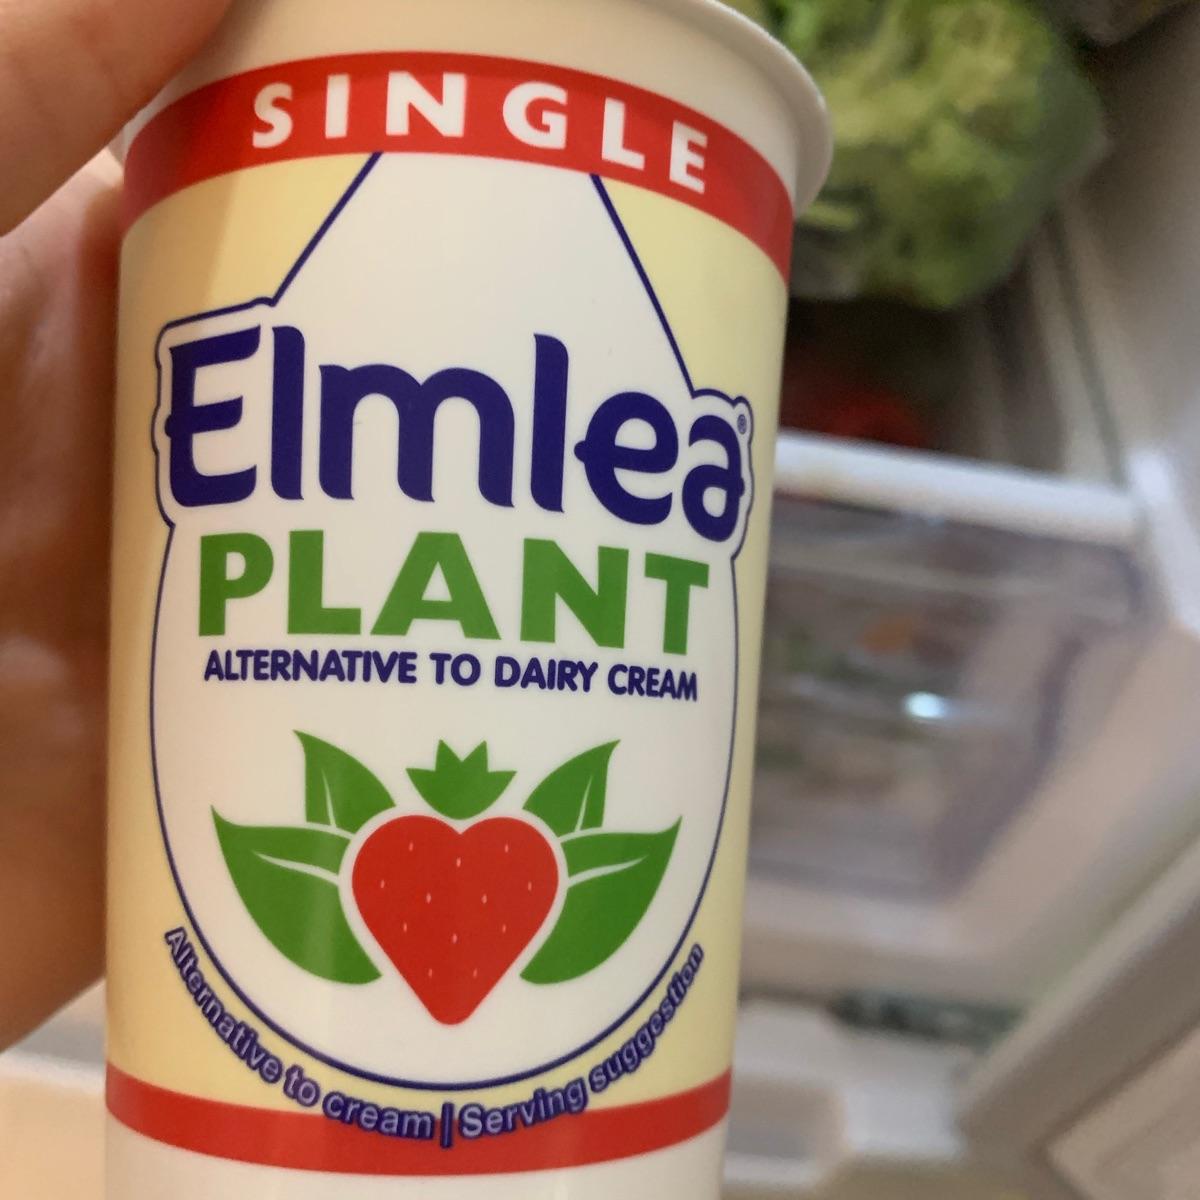 SINGLE
Elmlea®
PLANT
ALTERNATIVE TO DAIRY CREAM
Alternative to cream | Serving suggestion